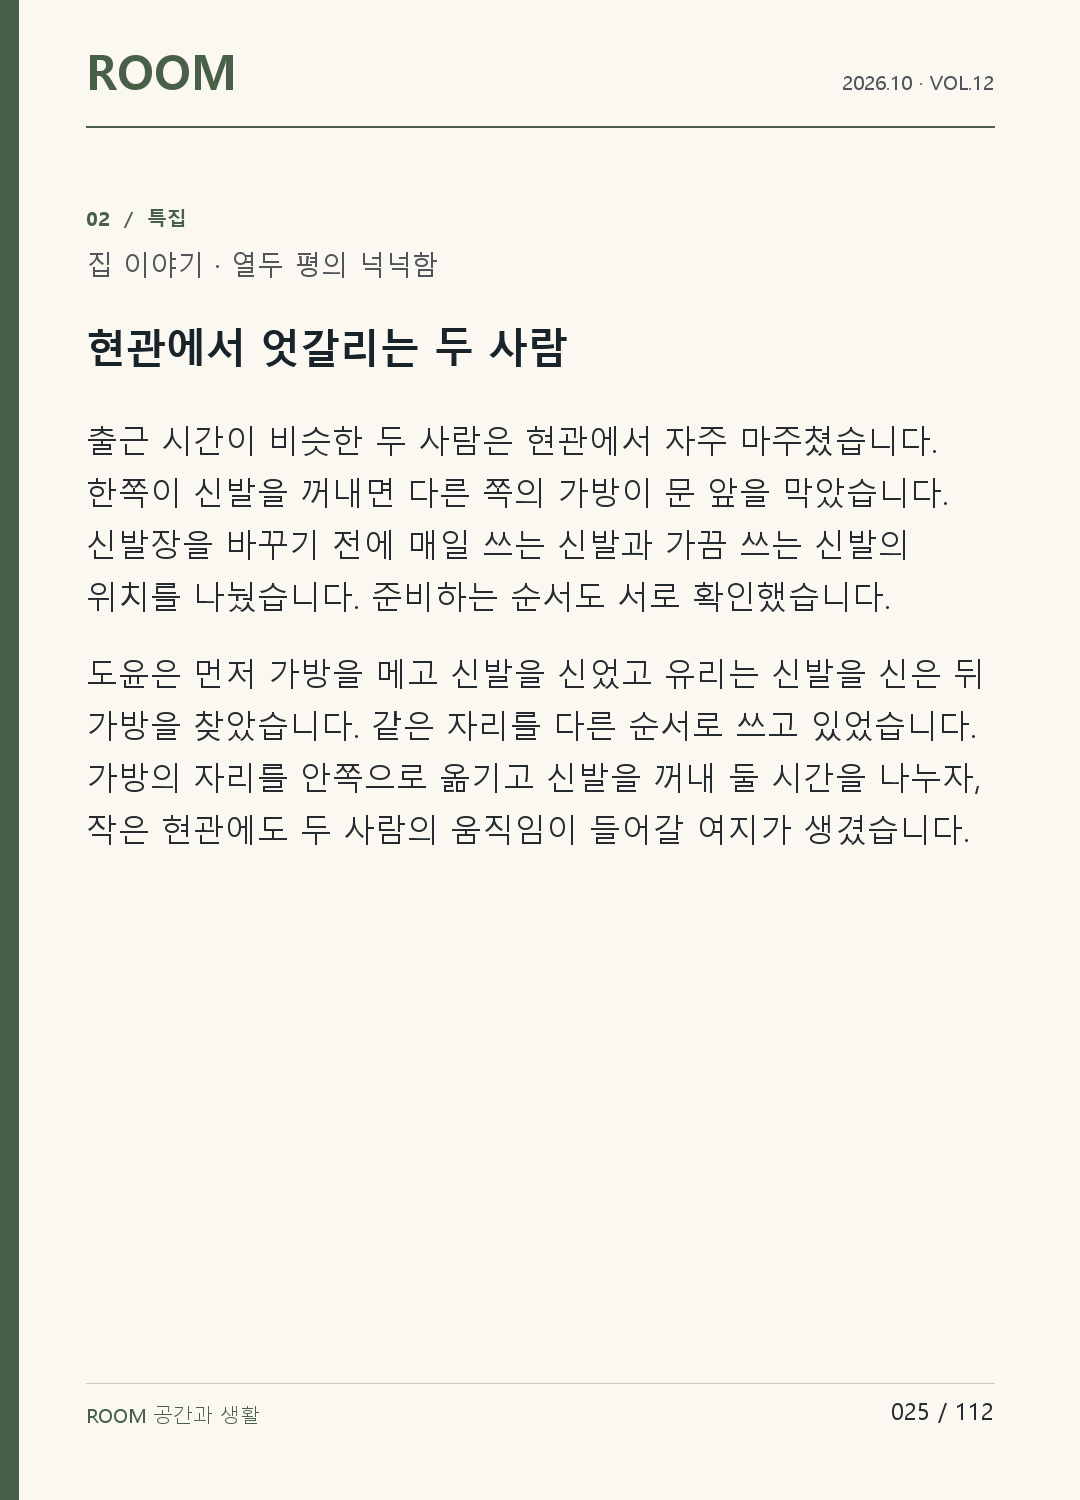 ROOM
2026.10 · VOL.12
02 / 특집
집 이야기 · 열두 평의 넉넉함
현관에서 엇갈리는 두 사람
출근 시간이 비슷한 두 사람은 현관에서 자주 마주쳤습니다.
한쪽이 신발을 꺼내면 다른 쪽의 가방이 문 앞을 막았습니다.
신발장을 바꾸기 전에 매일 쓰는 신발과 가끔 쓰는 신발의
위치를 나눴습니다. 준비하는 순서도 서로 확인했습니다.
도윤은 먼저 가방을 메고 신발을 신었고 유리는 신발을 신은 뒤
가방을 찾았습니다. 같은 자리를 다른 순서로 쓰고 있었습니다.
가방의 자리를 안쪽으로 옮기고 신발을 꺼내 둘 시간을 나누자,
작은 현관에도 두 사람의 움직임이 들어갈 여지가 생겼습니다.
ROOM 공간과 생활
025 / 112